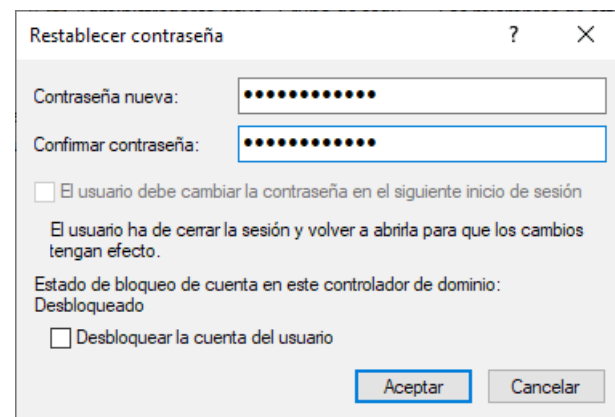 Restablecer contraseña
?
Contraseña nueva: ••••••••••••
Confirmar contraseña: ••••••••••••
El usuario debe cambiar la contraseña en el siguiente inicio de sesión
El usuario ha de cerrar la sesión y volver a abrirla para que los cambios
tengan efecto.
Estado de bloqueo de cuenta en este controlador de dominio:
Desbloqueado
Desbloquear la cuenta del usuario
Aceptar
Cancelar